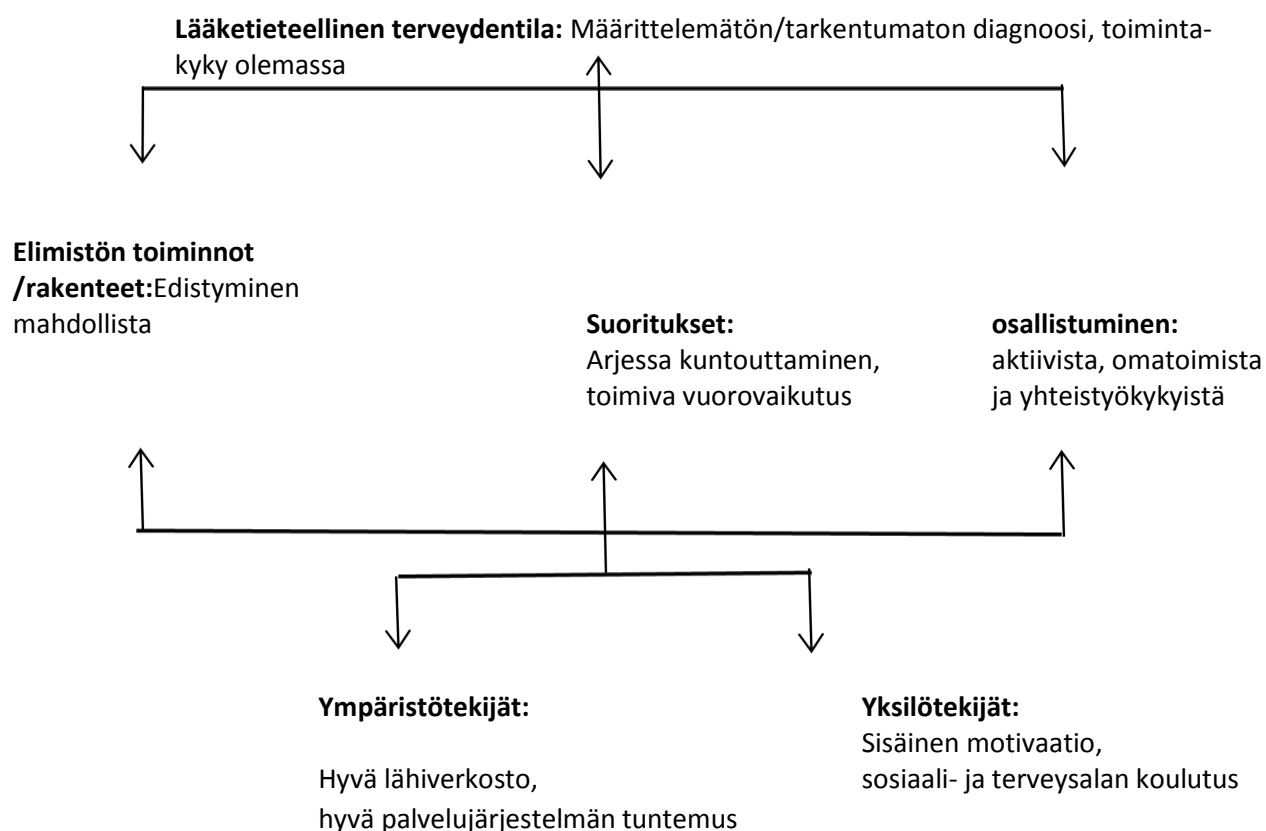 Lääketieteellinen terveydentila: Määrittelemätön/tarkentumaton diagnoosi, toiminta-
kyky olemassa
Elimistön toiminnot
/rakenteet:Edistyminen
mahdollista
Suoritukset:
Arjessa kuntouttaminen,
toimiva vuorovaikutus
osallistuminen:
aktiivista, omatoimista
ja yhteistyökykyistä
Ympäristötekijät:
Hyvä lähiverkosto,
hyvä palvelujärjestelmän tuntemus
Yksilötekijät:
Sisäinen motivaatio,
sosiaali- ja terveysalan koulutus